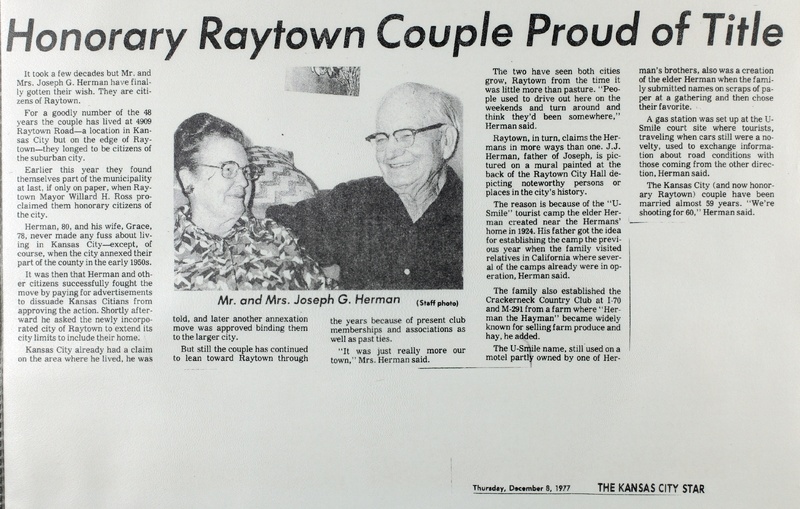 Honorary Raytown Couple Proud of Title
It took a few decades but Mr. and
Mrs. Joseph G. Herman have final-
ly gotten their wish. They are citi-
zens of Raytown.
For a goodly number of the 48
years the couple has lived at 4909
Raytown Road—a location in Kan-
sas City but on the edge of Ray-
town—they longed to be citizens of
the suburban city.
Earlier this year they found
themselves part of the municipality
at last, if only on paper, when Ray-
town Mayor Willard H. Ross pro-
claimed them honorary citizens of
the city.
Herman, 80, and his wife, Grace,
78, never made any fuss about liv-
ing in Kansas City—except, of
course, when the city annexed their
part of the county in the early 1950s.
It was then that Herman and oth-
er citizens successfully fought the
move by paying for advertisements
to dissuade Kansas Citians from
approving the action. Shortly after-
ward he asked the newly incorpo-
rated city of Raytown to extend its
city limits to include their home.
Kansas City already had a claim
on the area where he lived, he was
Mr. and Mrs. Joseph G. Herman (Staff photo)
told, and later another annexation
move was approved binding them
to the larger city.
But still the couple has continued
to lean toward Raytown through
the years because of present club
memberships and associations as
well as past ties.
"It was just really more our
town," Mrs. Herman said.
The two have seen both cities
grow, Raytown from the time it
was little more than pasture. "Peo-
ple used to drive out here on the
weekends and turn around and
think they'd been somewhere,"
Herman said.
Raytown, in turn, claims the Her-
mans in more ways than one. J.J.
Herman, father of Joseph, is pic-
tured on a mural painted at the
back of the Raytown City Hall de-
picting noteworthy persons or
places in the city's history.
The reason is because of the "U-
Smile" tourist camp the elder Her-
man created near the Hermans'
home in 1924. His father got the idea
for establishing the camp the previ-
ous year when the family visited
relatives in California where sever-
al of the camps already were in op-
eration, Herman said.
The family also established the
Crackerneck Country Club at I-70
and M-291 from a farm where "Her-
man the Hayman" became widely
known for selling farm produce and
hay, he added.
The U-Smile name, still used on a
motel partly owned by one of Her-
man's brothers, also was a creation
of the elder Herman when the fami-
ly submitted names on scraps of pa-
per at a gathering and then chose
their favorite.
A gas station was set up at the U-
Smile court site where tourists,
traveling when cars still were a no-
velty, used to exchange informa-
tion about road conditions with
those coming from the other direc-
tion, Herman said.
The Kansas City (and now honor-
ary Raytown) couple have been
married almost 59 years. "We're
shooting for 60," Herman said.
Thursday, December 8, 1977 THE KANSAS CITY STAR